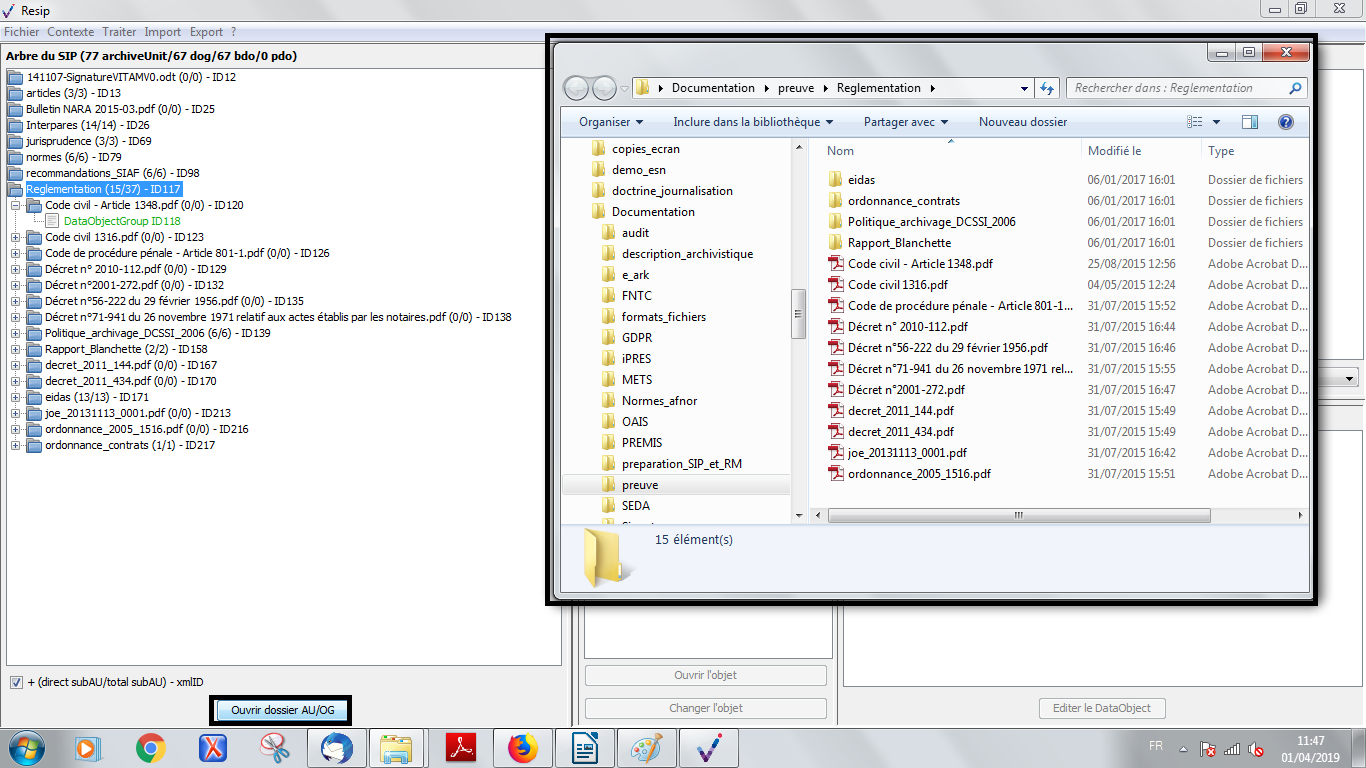 Resip
Fichier Contexte Traiter Import Export ?
Arbre du SIP (77 archiveUnit/67 dog/67 bdo/0 pdo)
141107-SignatureVITAMV0.odt (0/0) - ID12
articles (3/3) - ID13
Bulletin NARA 2015-03.pdf (0/0) - ID25
Interpares (14/14) - ID26
jurisprudence (3/3) - ID69
normes (6/6) - ID79
recommandations_SIAF (6/6) - ID98
Reglementation (15/37) - ID117
Code civil - Article 1348.pdf (0/0) - ID120
DataObjectGroup ID118
Code civil 1316.pdf (0/0) - ID123
Code de procédure pénale - Article 801-1.pdf (0/0) - ID126
Décret n° 2010-112.pdf (0/0) - ID129
Décret n°2001-272.pdf (0/0) - ID132
Décret n°56-222 du 29 février 1956.pdf (0/0) - ID135
Décret n°71-941 du 26 novembre 1971 relatif aux actes établis par les notaires.pdf (0/0) - ID138
Politique_archivage_DCSSI_2006 (6/6) - ID139
Rapport_Blanchette (2/2) - ID158
decret_2011_144.pdf (0/0) - ID167
decret_2011_434.pdf (0/0) - ID170
eidas (13/13) - ID171
joe_20131113_0001.pdf (0/0) - ID213
ordonnance_2005_1516.pdf (0/0) - ID216
ordonnance_contrats (1/1) - ID217
+ (direct subAU/total subAU) - xmlID
Ouvrir dossier AU/OG
Documentation preuve Reglementation
Rechercher dans : Reglementation
Organiser Inclure dans la bibliothèque Partager avec Nouveau dossier
copies_ecran
demo_esn
doctrine_journalisation
Documentation
audit
description_archivistique
e_ark
FNTC
formats_fichiers
GDPR
iPRES
METS
Normes_afnor
OAIS
PREMIS
preparation_SIP_et_RM
preuve
SEDA
Nom Modifié le Type
eidas 06/01/2017 16:01 Dossier de fichiers
ordonnance_contrats 06/01/2017 16:01 Dossier de fichiers
Politique_archivage_DCSSI_2006 06/01/2017 16:01 Dossier de fichiers
Rapport_Blanchette 06/01/2017 16:01 Dossier de fichiers
Code civil - Article 1348.pdf 25/08/2015 12:56 Adobe Acrobat D...
Code civil 1316.pdf 04/05/2015 12:24 Adobe Acrobat D...
Code de procédure pénale - Article 801-1... 31/07/2015 15:52 Adobe Acrobat D...
Décret n° 2010-112.pdf 31/07/2015 16:44 Adobe Acrobat D...
Décret n°56-222 du 29 février 1956.pdf 31/07/2015 16:46 Adobe Acrobat D...
Décret n°71-941 du 26 novembre 1971 rel... 31/07/2015 15:55 Adobe Acrobat D...
Décret n°2001-272.pdf 31/07/2015 16:47 Adobe Acrobat D...
decret_2011_144.pdf 31/07/2015 15:49 Adobe Acrobat D...
decret_2011_434.pdf 31/07/2015 15:49 Adobe Acrobat D...
joe_20131113_0001.pdf 31/07/2015 16:42 Adobe Acrobat D...
ordonnance_2005_1516.pdf 31/07/2015 15:51 Adobe Acrobat D...
15 élément(s)
Ouvrir l'objet
Changer l'objet
Editer le DataObject
FR
11:47
01/04/2019